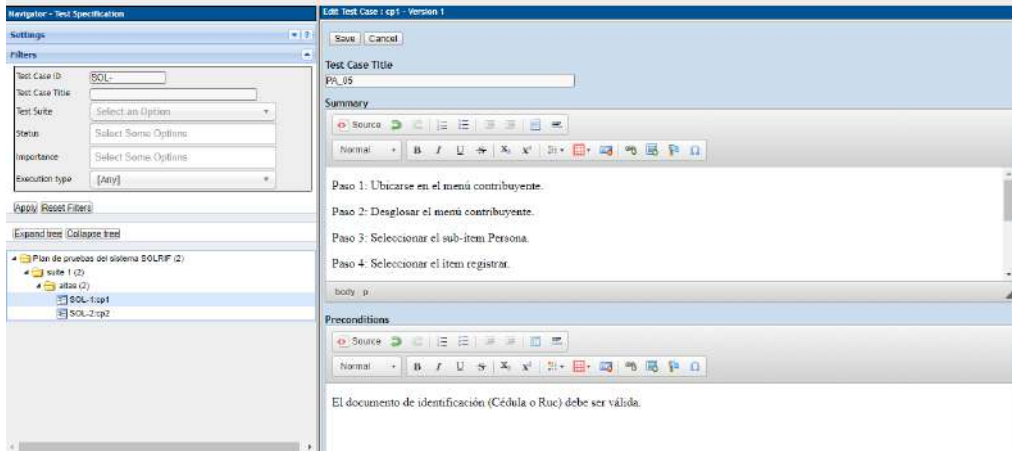 Navigator - Test Specification
Settings
Filters
Test Case ID
SOL-
Test Case Title
Test Suite
Select an Option
Status
Select Some Options
Importance
Select Some Options
Execution type
[Any]
Apply Reset Filters
Expand tree Collapse tree
Plan de pruebas del sistema SOLRIF (2)
suite 1 (2)
altas (2)
SOL-1:cp1
SOL-2:cp2
Edit Test Case : cp1 - Version 1
Save Cancel
Test Case Title
PA_05
Summary
Source
Normal B I U S X₂ x² Ω
Paso 1: Ubicarse en el menú contribuyente.
Paso 2: Desglosar el menú contribuyente.
Paso 3: Seleccionar el sub-ítem Persona.
Paso 4: Seleccionar el ítem registrar.
body p
Preconditions
Source
Normal B I U S X₂ x² Ω
El documento de identificación (Cédula o Ruc) debe ser válida.